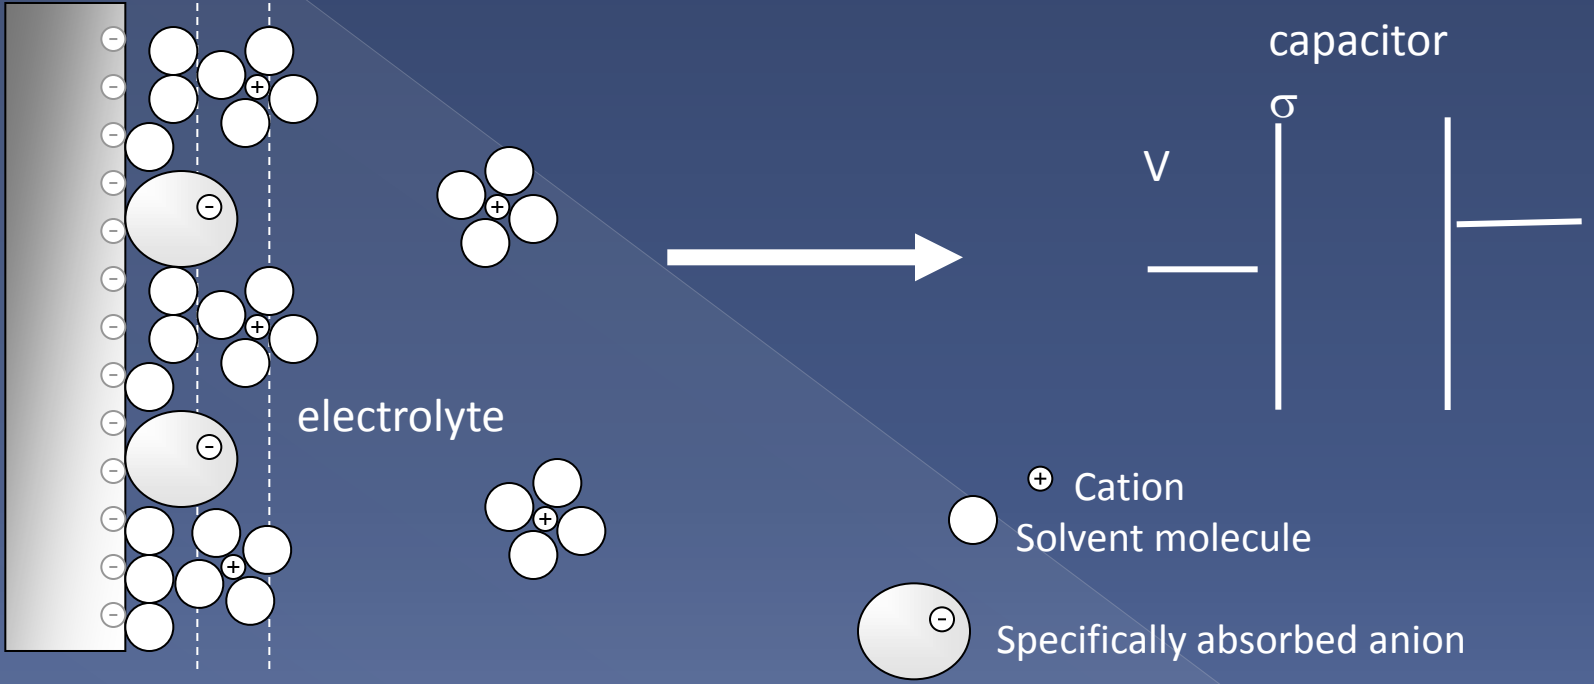 capacitor
σ
V
electrolyte
Cation
Solvent molecule
Specifically absorbed anion